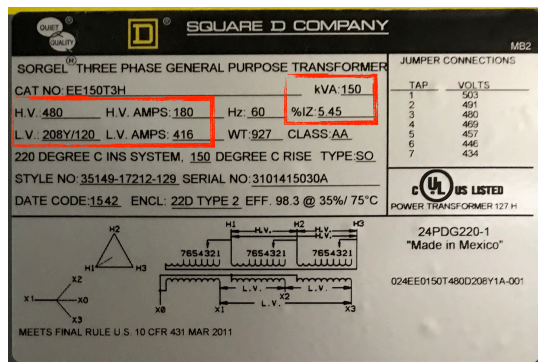 QUIET
QUALITY
D ® SQUARE D COMPANY
MB2
SORGEL ® THREE PHASE GENERAL PURPOSE TRANSFORMER
CAT NO: EE150T3H kVA: 150
H.V.: 480 H.V. AMPS: 180 Hz: 60 %IZ: 5.45
L.V.: 208Y/120 L.V. AMPS: 416 WT: 927 CLASS: AA
220 DEGREE C INS SYSTEM, 150 DEGREE C RISE TYPE: SO
STYLE NO: 35149-17212-129 SERIAL NO: 3101415030A
DATE CODE: 1542 ENCL: 22D TYPE 2 EFF. 98.3 @ 35%/ 75°C
JUMPER CONNECTIONS
TAP VOLTS
1 503
2 491
3 480
4 469
5 457
6 446
7 434
C UL US LISTED
POWER TRANSFORMER 127 H
24PDG220-1
"Made in Mexico"
024EE0150T480D208Y1A-001
H2
H1 H3
X2
X1 X0
X3
H1 H2 H3
H.V. H.V.
H.V.
7654321 7654321 7654321
L.V. L.V.
X0 X1 X2 X3
L.V.
MEETS FINAL RULE U.S. 10 CFR 431 MAR 2011